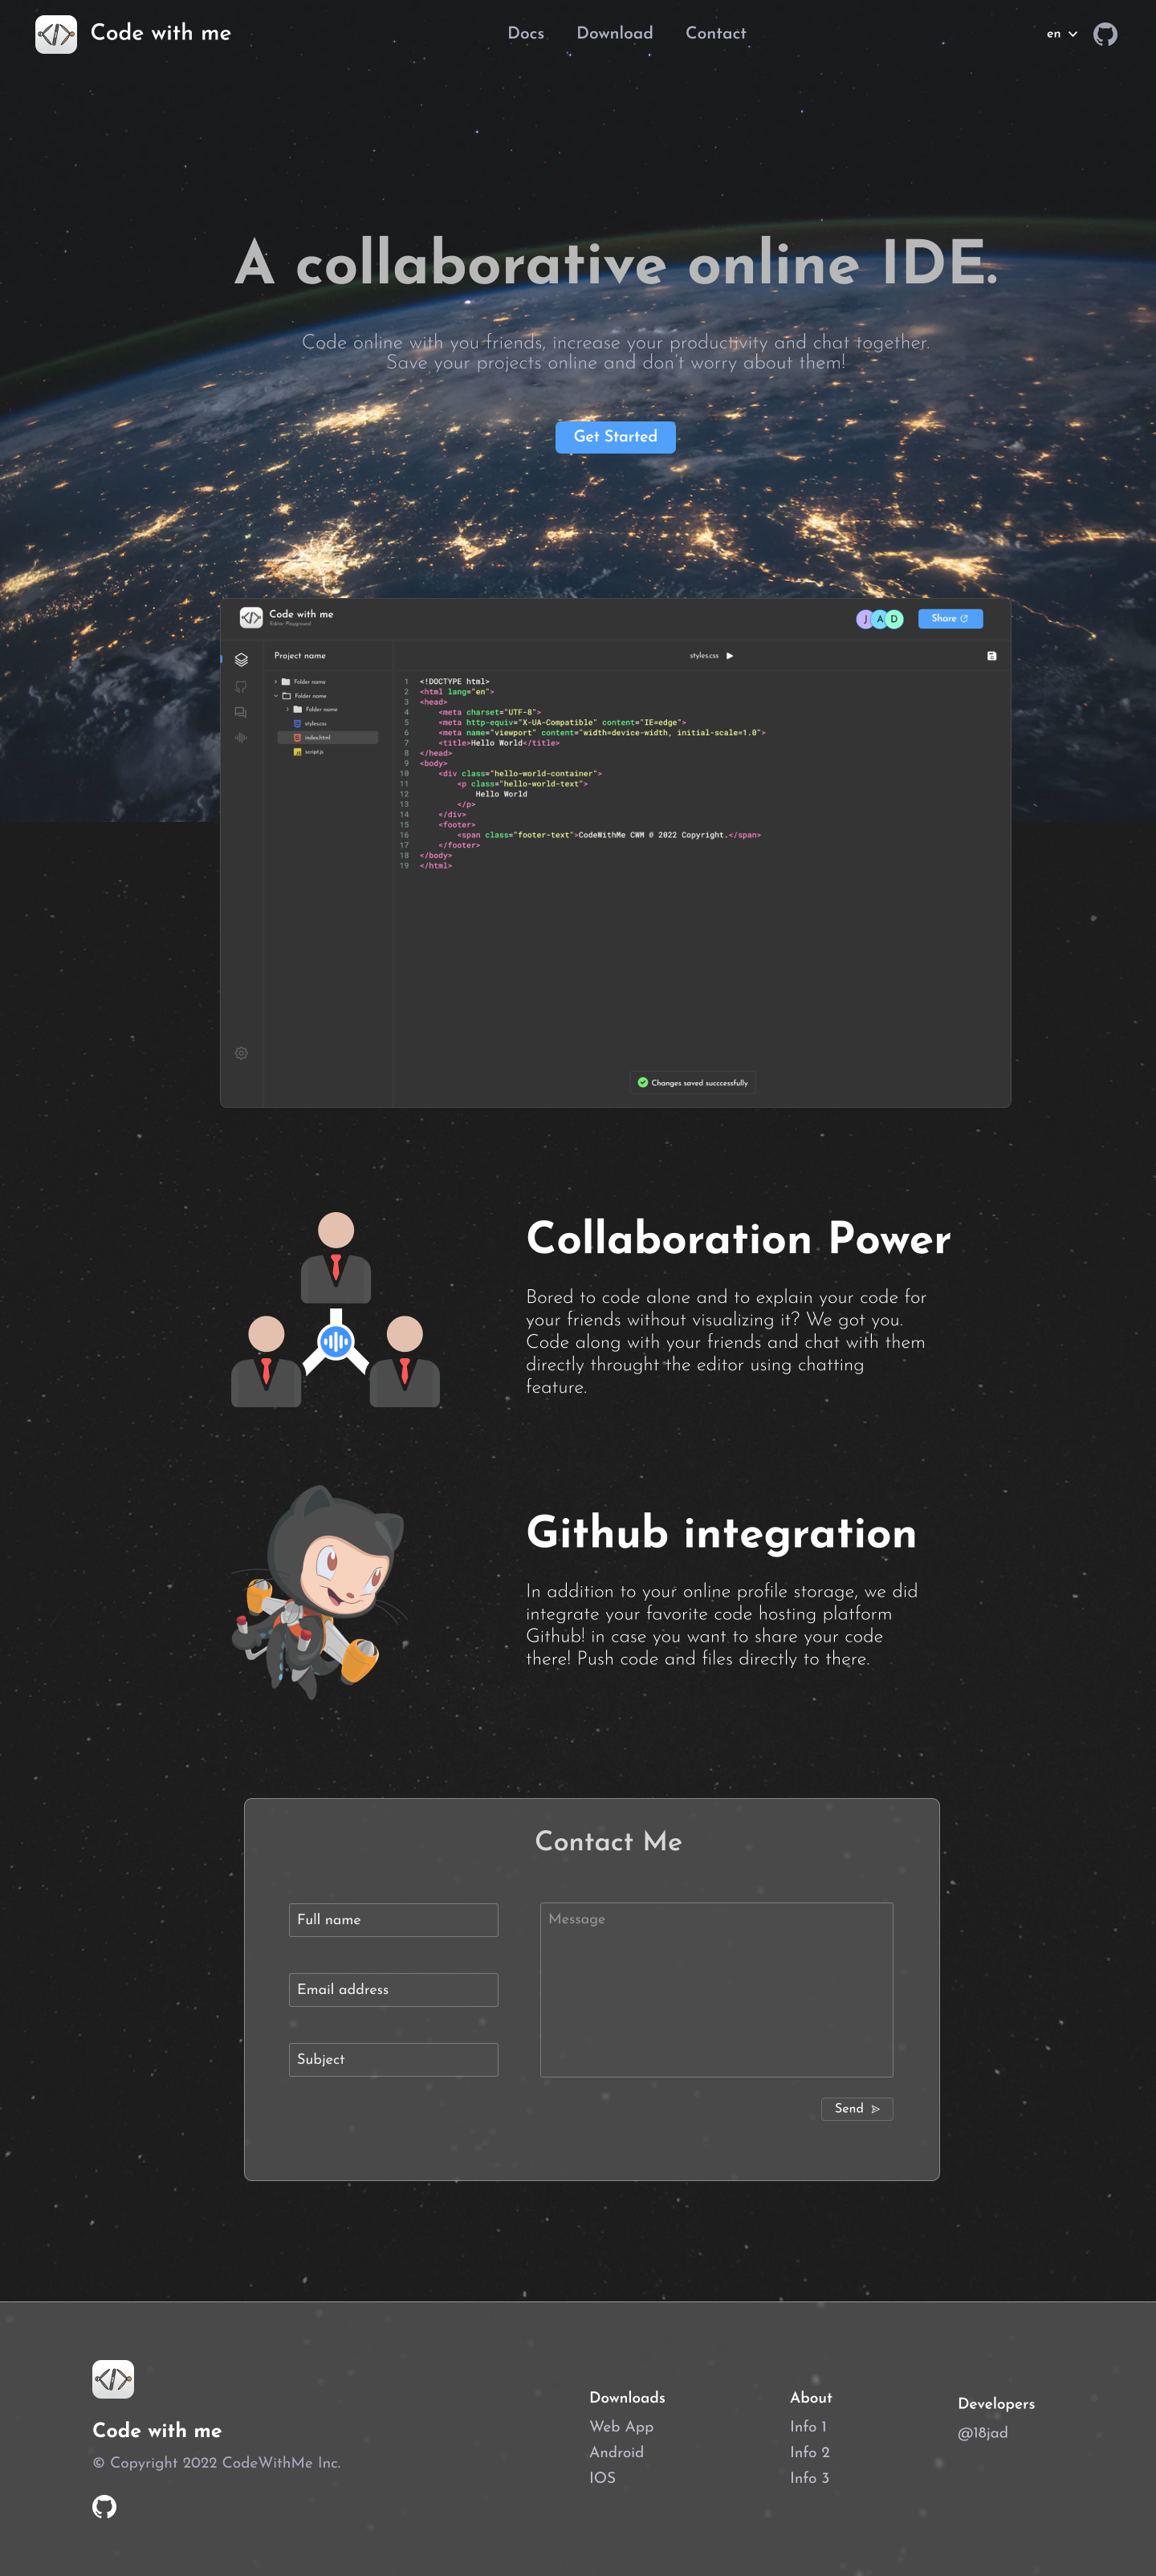 Code with me
Docs
Download
Contact
en
A collaborative online IDE.
Code online with you friends, increase your productivity and chat together.
Save your projects online and don't worry about them!
Get Started
Code with me
Editor Playground
J
A
D
Share
Project name
styles.css
Folder name
Folder name
Folder name
styles.css
index.html
script.js
1 <!DOCTYPE html>
2 <html lang="en">
3 <head>
4 <meta charset="UTF-8">
5 <meta http-equiv="X-UA-Compatible" content="IE=edge">
6 <meta name="viewport" content="width=device-width, initial-scale=1.0">
7 <title>Hello World</title>
8 </head>
9 <body>
10 <div class="hello-world-container">
11 <p class="hello-world-text">
12 Hello World
13 </p>
14 </div>
15 <footer>
16 <span class="footer-text">CodeWithMe CWM @ 2022 Copyright.</span>
17 </footer>
18 </body>
19 </html>
Changes saved succcessfully
Collaboration Power
Bored to code alone and to explain your code for
your friends without visualizing it? We got you.
Code along with your friends and chat with them
directly throught the editor using chatting
feature.
Github integration
In addition to your online profile storage, we did
integrate your favorite code hosting platform
Github! in case you want to share your code
there! Push code and files directly to there.
Contact Me
Full name
Email address
Subject
Message
Send
Code with me
© Copyright 2022 CodeWithMe Inc.
Downloads
Web App
Android
IOS
About
Info 1
Info 2
Info 3
Developers
@18jad